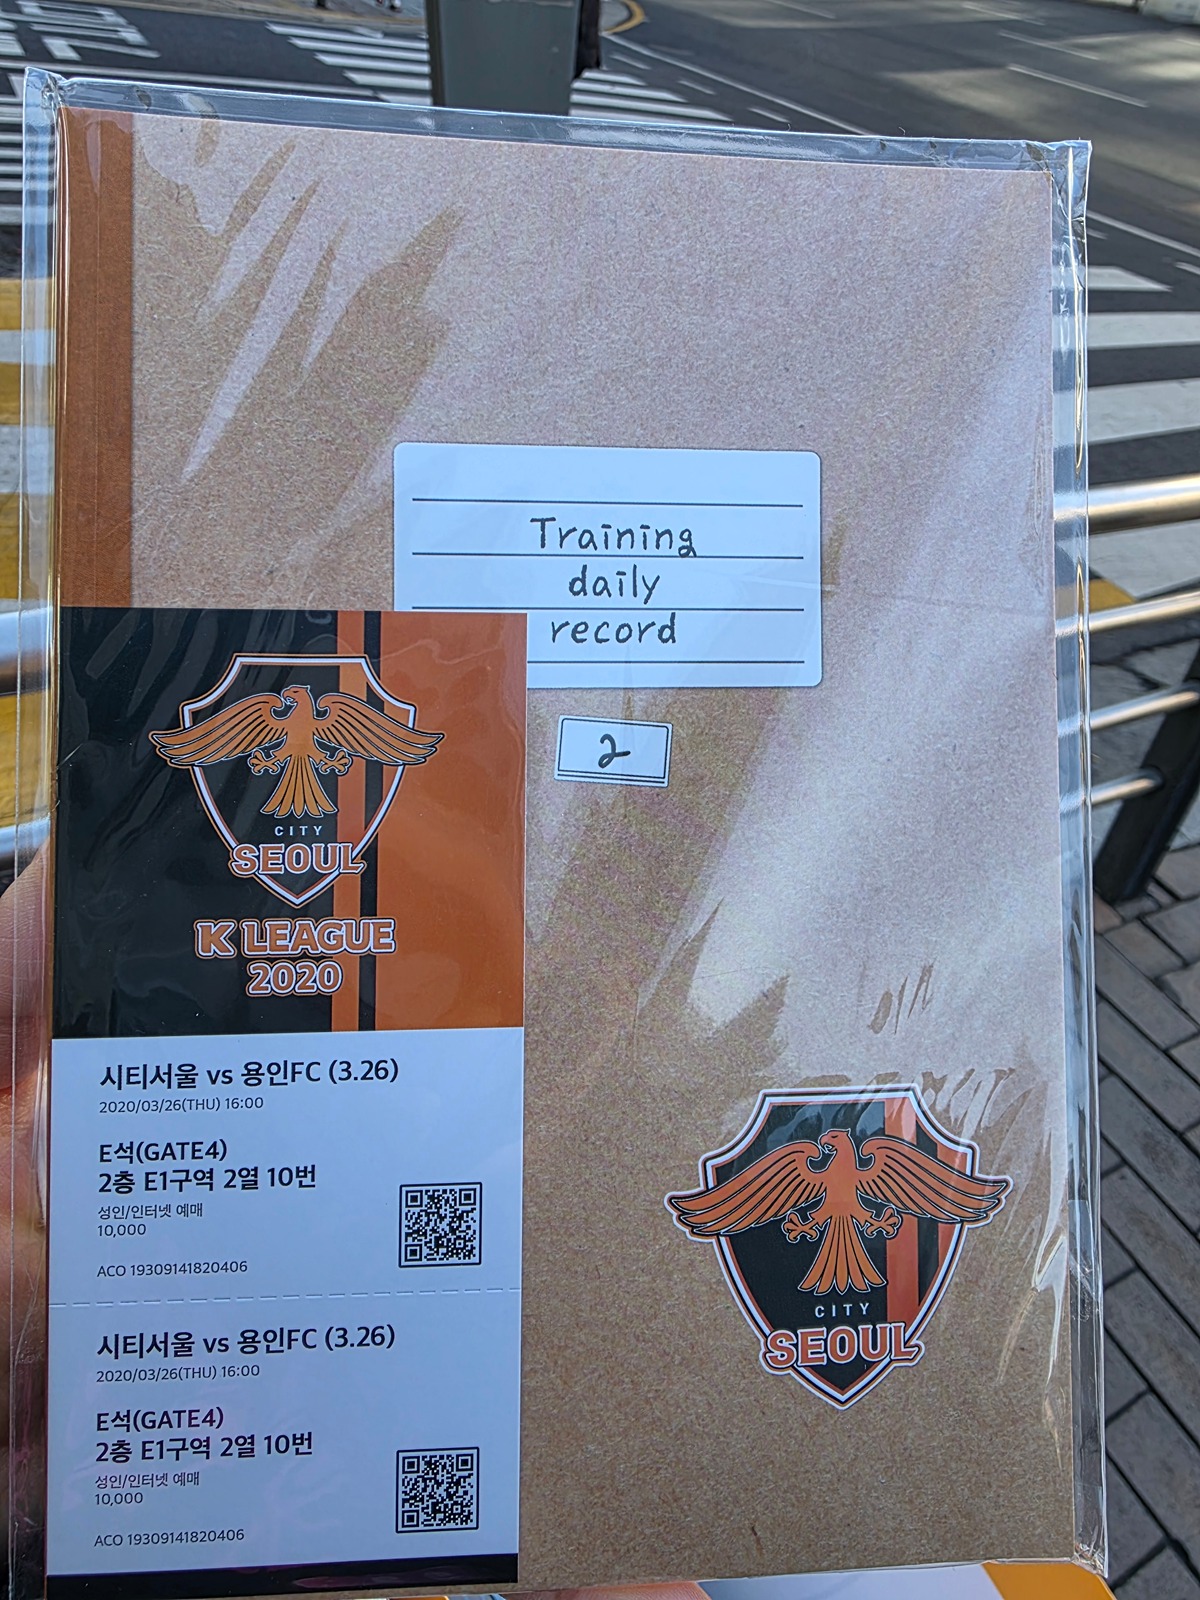 Training
daily
record
2
CITY
SEOUL
K LEAGUE
2020
시티서울 vs 용인FC (3.26)
2020/03/26(THU) 16:00
E석(GATE4)
2층 E1구역 2열 10번
성인/인터넷 예매
10,000
ACO 19309141820406
시티서울 vs 용인FC (3.26)
2020/03/26(THU) 16:00
E석(GATE4)
2층 E1구역 2열 10번
성인/인터넷 예매
10,000
ACO 19309141820406
CITY
SEOUL